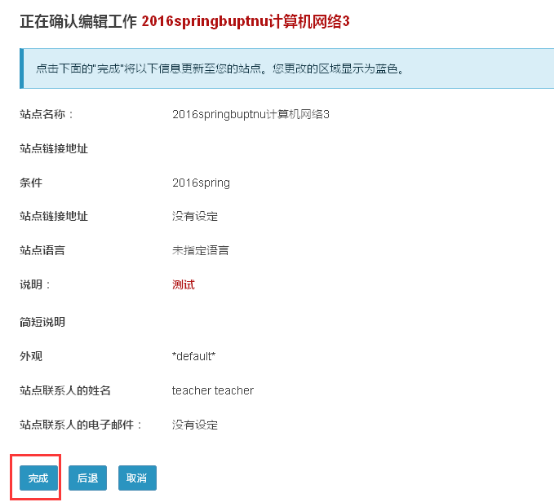 正在确认编辑工作 2016springbuptnu计算机网络3
点击下面的"完成"将以下信息更新至您的站点。您更改的区域显示为蓝色。
站点名称： 2016springbuptnu计算机网络3
站点链接地址
条件 2016spring
站点链接地址 没有设定
站点语言 未指定语言
说明： 测试
简短说明
外观 *default*
站点联系人的姓名 teacher teacher
站点联系人的电子邮件： 没有设定
完成 后退 取消